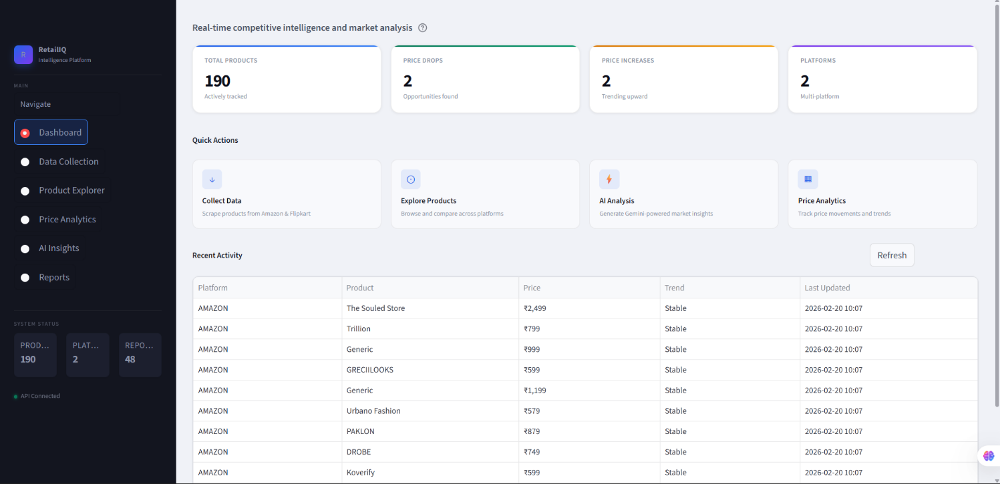 R
RetailIQ
Intelligence Platform
MAIN
Navigate
Dashboard
Data Collection
Product Explorer
Price Analytics
AI Insights
Reports
SYSTEM STATUS
PROD... PLAT... REPO...
190 2 48
API Connected
Real-time competitive intelligence and market analysis ?
TOTAL PRODUCTS
190
Actively tracked
PRICE DROPS
2
Opportunities found
PRICE INCREASES
2
Trending upward
PLATFORMS
2
Multi-platform
Quick Actions
Collect Data
Scrape products from Amazon & Flipkart
Explore Products
Browse and compare across platforms
AI Analysis
Generate Gemini-powered market insights
Price Analytics
Track price movements and trends
Recent Activity
Refresh
Platform Product Price Trend Last Updated
AMAZON The Souled Store ₹2,499 Stable 2026-02-20 10:07
AMAZON Trillion ₹799 Stable 2026-02-20 10:07
AMAZON Generic ₹999 Stable 2026-02-20 10:07
AMAZON GRECIILOOKS ₹599 Stable 2026-02-20 10:07
AMAZON Generic ₹1,199 Stable 2026-02-20 10:07
AMAZON Urbano Fashion ₹579 Stable 2026-02-20 10:07
AMAZON PAKLON ₹879 Stable 2026-02-20 10:07
AMAZON DROBE ₹749 Stable 2026-02-20 10:07
AMAZON Koverify ₹599 Stable 2026-02-20 10:07